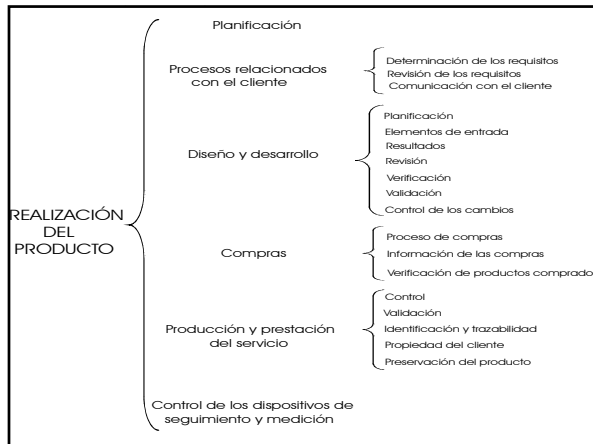 REALIZACIÓN
DEL
PRODUCTO
Planificación
Procesos relacionados
con el cliente
Determinación de los requisitos
Revisión de los requisitos
Comunicación con el cliente
Diseño y desarrollo
Planificación
Elementos de entrada
Resultados
Revisión
Verificación
Validación
Control de los cambios
Compras
Proceso de compras
Información de las compras
Verificación de productos comprado
Producción y prestación
del servicio
Control
Validación
Identificación y trazabilidad
Propiedad del cliente
Preservación del producto
Control de los dispositivos de
seguimiento y medición